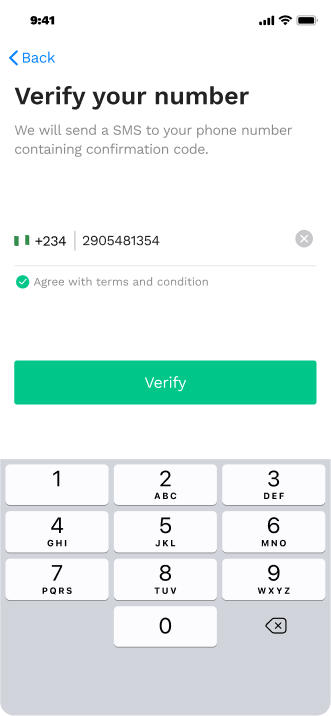 9:41
Back
Verify your number
We will send a SMS to your phone number
containing confirmation code.
+234 2905481354
Agree with terms and condition
Verify
1 2 3
ABC DEF
4 5 6
GHI JKL MNO
7 8 9
PQRS TUV WXYZ
0